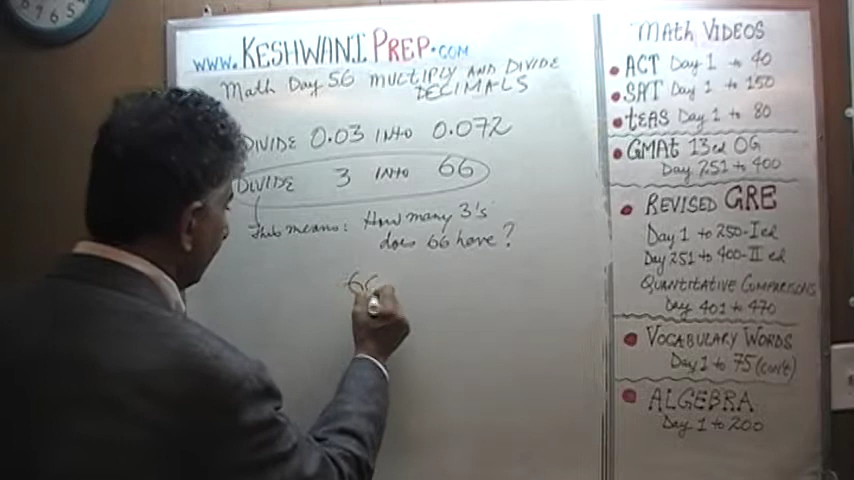 www.KESHWANIPREP.COM
Math Day 56 MULTIPLY AND DIVIDE
DECIMALS
DIVIDE 0.03 INTO 0.072
DIVIDE 3 INTO 66
this means: How many 3's
does 66 have?
66
Math VIDEOS
ACT Day 1 to 40
SAT Day 1 to 150
tEAS Day 1 to 80
GMAt 13 ed OG
Day 251 to 400
REVISED GRE
Day 1 to 250-I ed
Day 251 to 400-II ed
QUANTITATIVE COMPARISONS
Day 401 to 470
VOCABULARY WORDS
Day 1 to 75 (con't)
ALGEBRA
Day 1 to 200